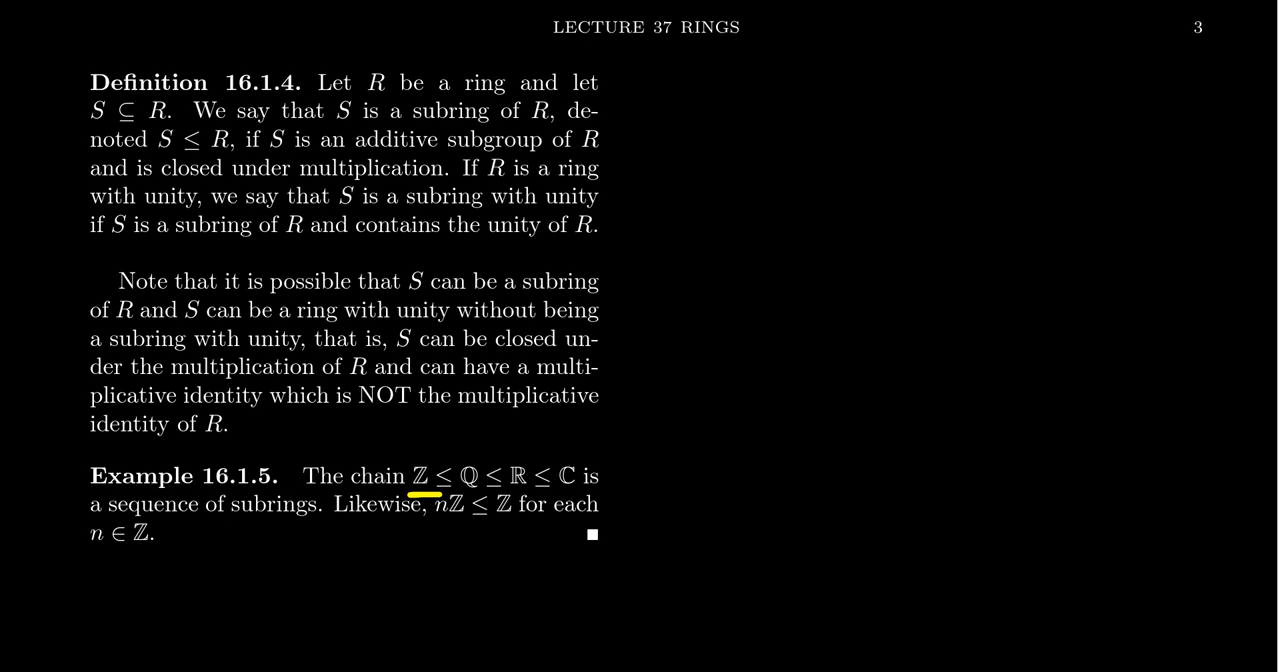 LECTURE 37 RINGS 3
Definition 16.1.4. Let R be a ring and let
S ⊆ R. We say that S is a subring of R, de-
noted S ≤ R, if S is an additive subgroup of R
and is closed under multiplication. If R is a ring
with unity, we say that S is a subring with unity
if S is a subring of R and contains the unity of R.
Note that it is possible that S can be a subring
of R and S can be a ring with unity without being
a subring with unity, that is, S can be closed un-
der the multiplication of R and can have a multi-
plicative identity which is NOT the multiplicative
identity of R.
Example 16.1.5. The chain ℤ ≤ ℚ ≤ ℝ ≤ ℂ is
a sequence of subrings. Likewise, nℤ ≤ ℤ for each
n ∈ ℤ. ■